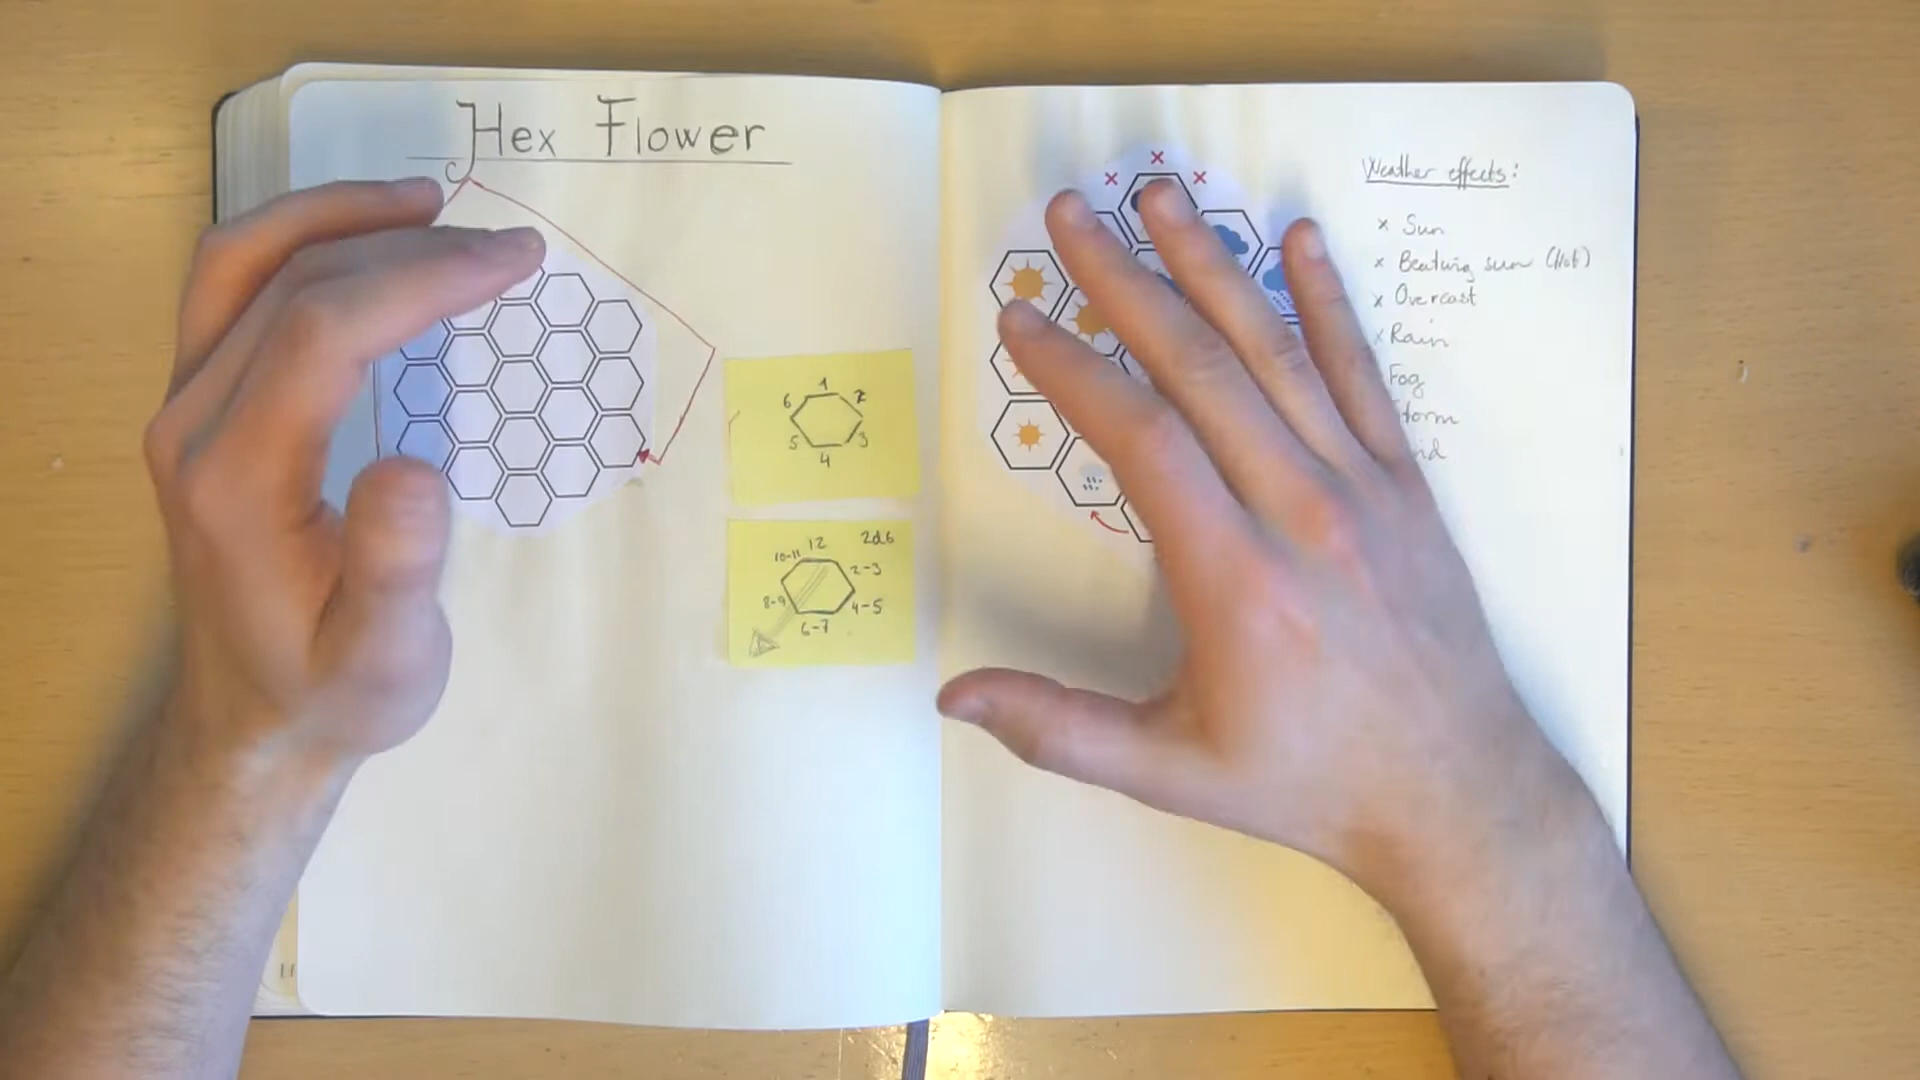 Hex Flower
1
6 2
5 3
4
12 2d6
10-11
2-3
8-9 4-5
6-7
Weather effects:
x Sun
x Beating sun (Hot)
x Overcast
x Rain
Fog
torm